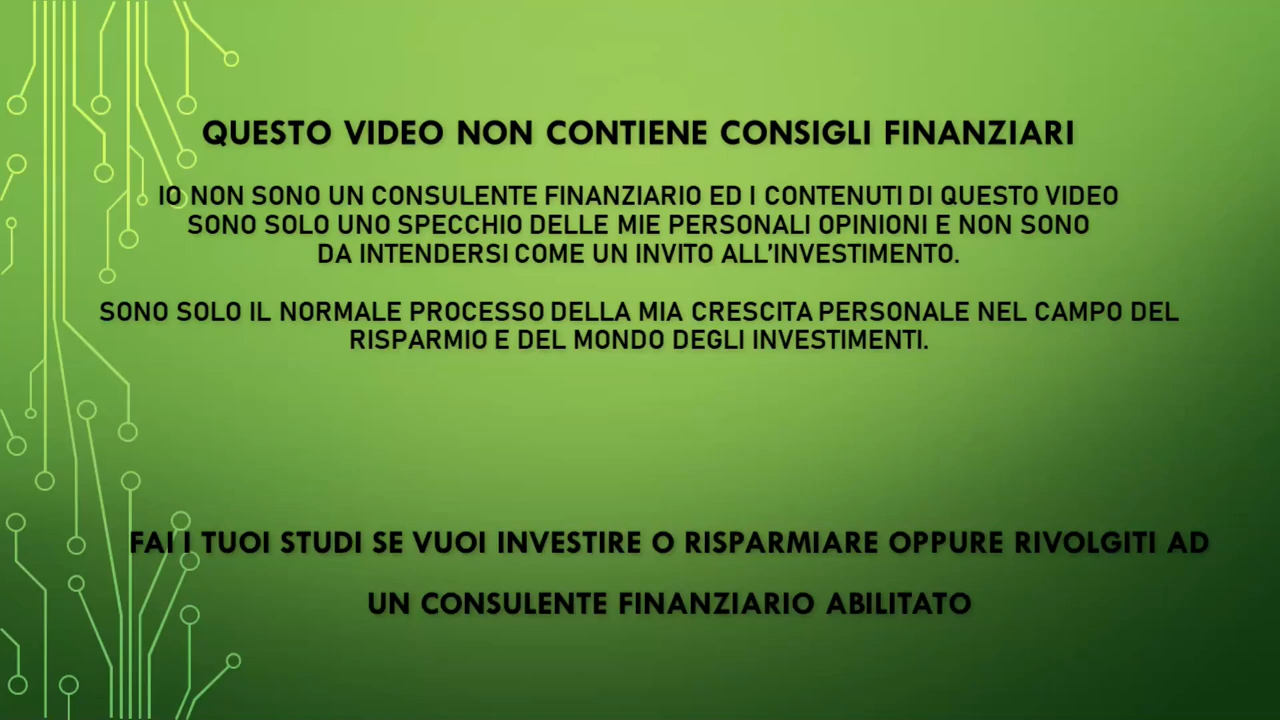 QUESTO VIDEO NON CONTIENE CONSIGLI FINANZIARI
IO NON SONO UN CONSULENTE FINANZIARIO ED I CONTENUTI DI QUESTO VIDEO
SONO SOLO UNO SPECCHIO DELLE MIE PERSONALI OPINIONI E NON SONO
DA INTENDERSI COME UN INVITO ALL'INVESTIMENTO.
SONO SOLO IL NORMALE PROCESSO DELLA MIA CRESCITA PERSONALE NEL CAMPO DEL
RISPARMIO E DEL MONDO DEGLI INVESTIMENTI.
FAI I TUOI STUDI SE VUOI INVESTIRE O RISPARMIARE OPPURE RIVOLGITI AD
UN CONSULENTE FINANZIARIO ABILITATO